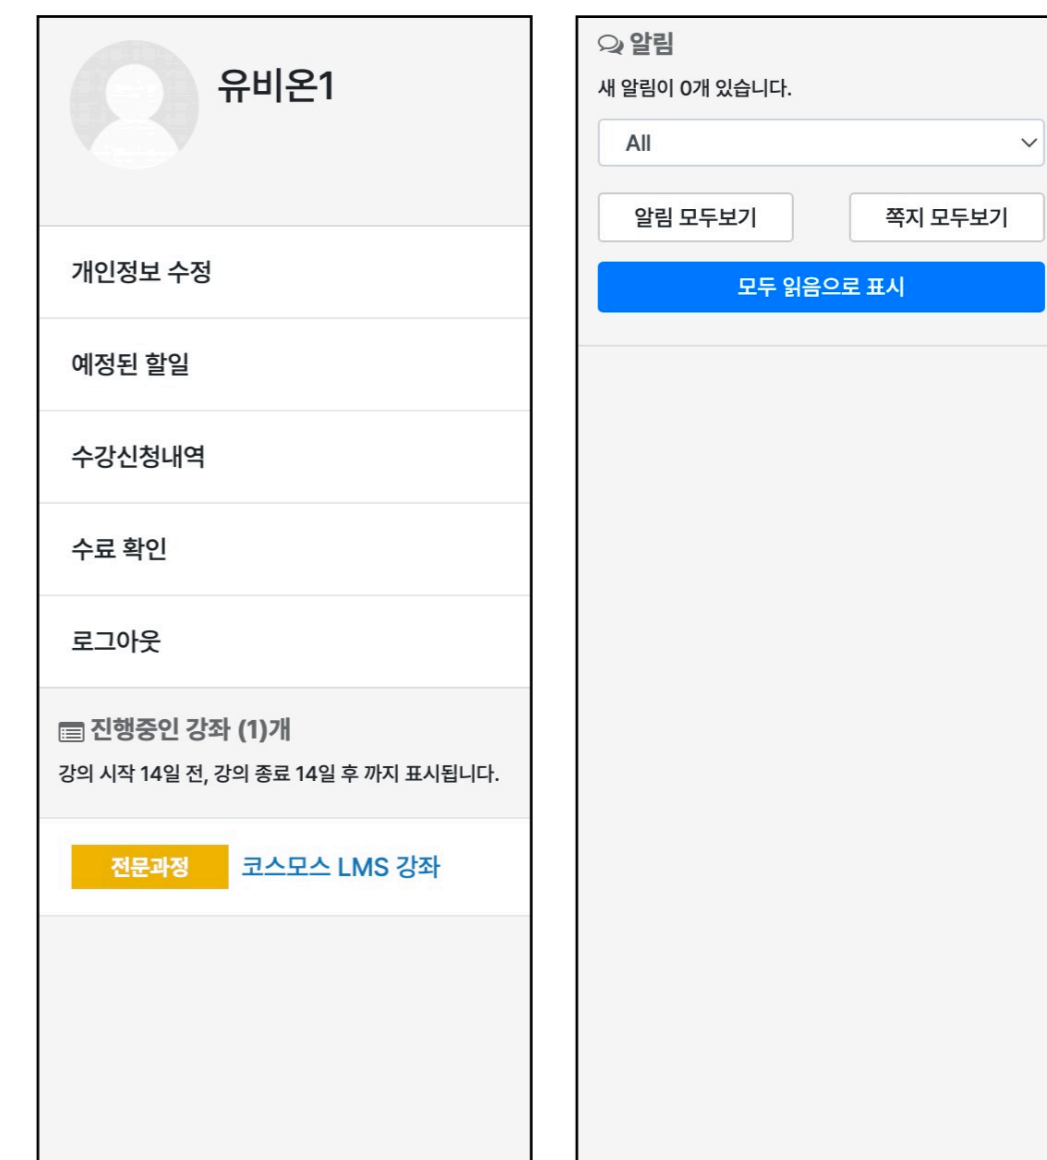 유비온1
개인정보 수정
예정된 할일
수강신청내역
수료 확인
로그아웃
진행중인 강좌 (1)개
강의 시작 14일 전, 강의 종료 14일 후 까지 표시됩니다.
전문과정 코스모스 LMS 강좌
알림
새 알림이 0개 있습니다.
All
알림 모두보기 쪽지 모두보기
모두 읽음으로 표시